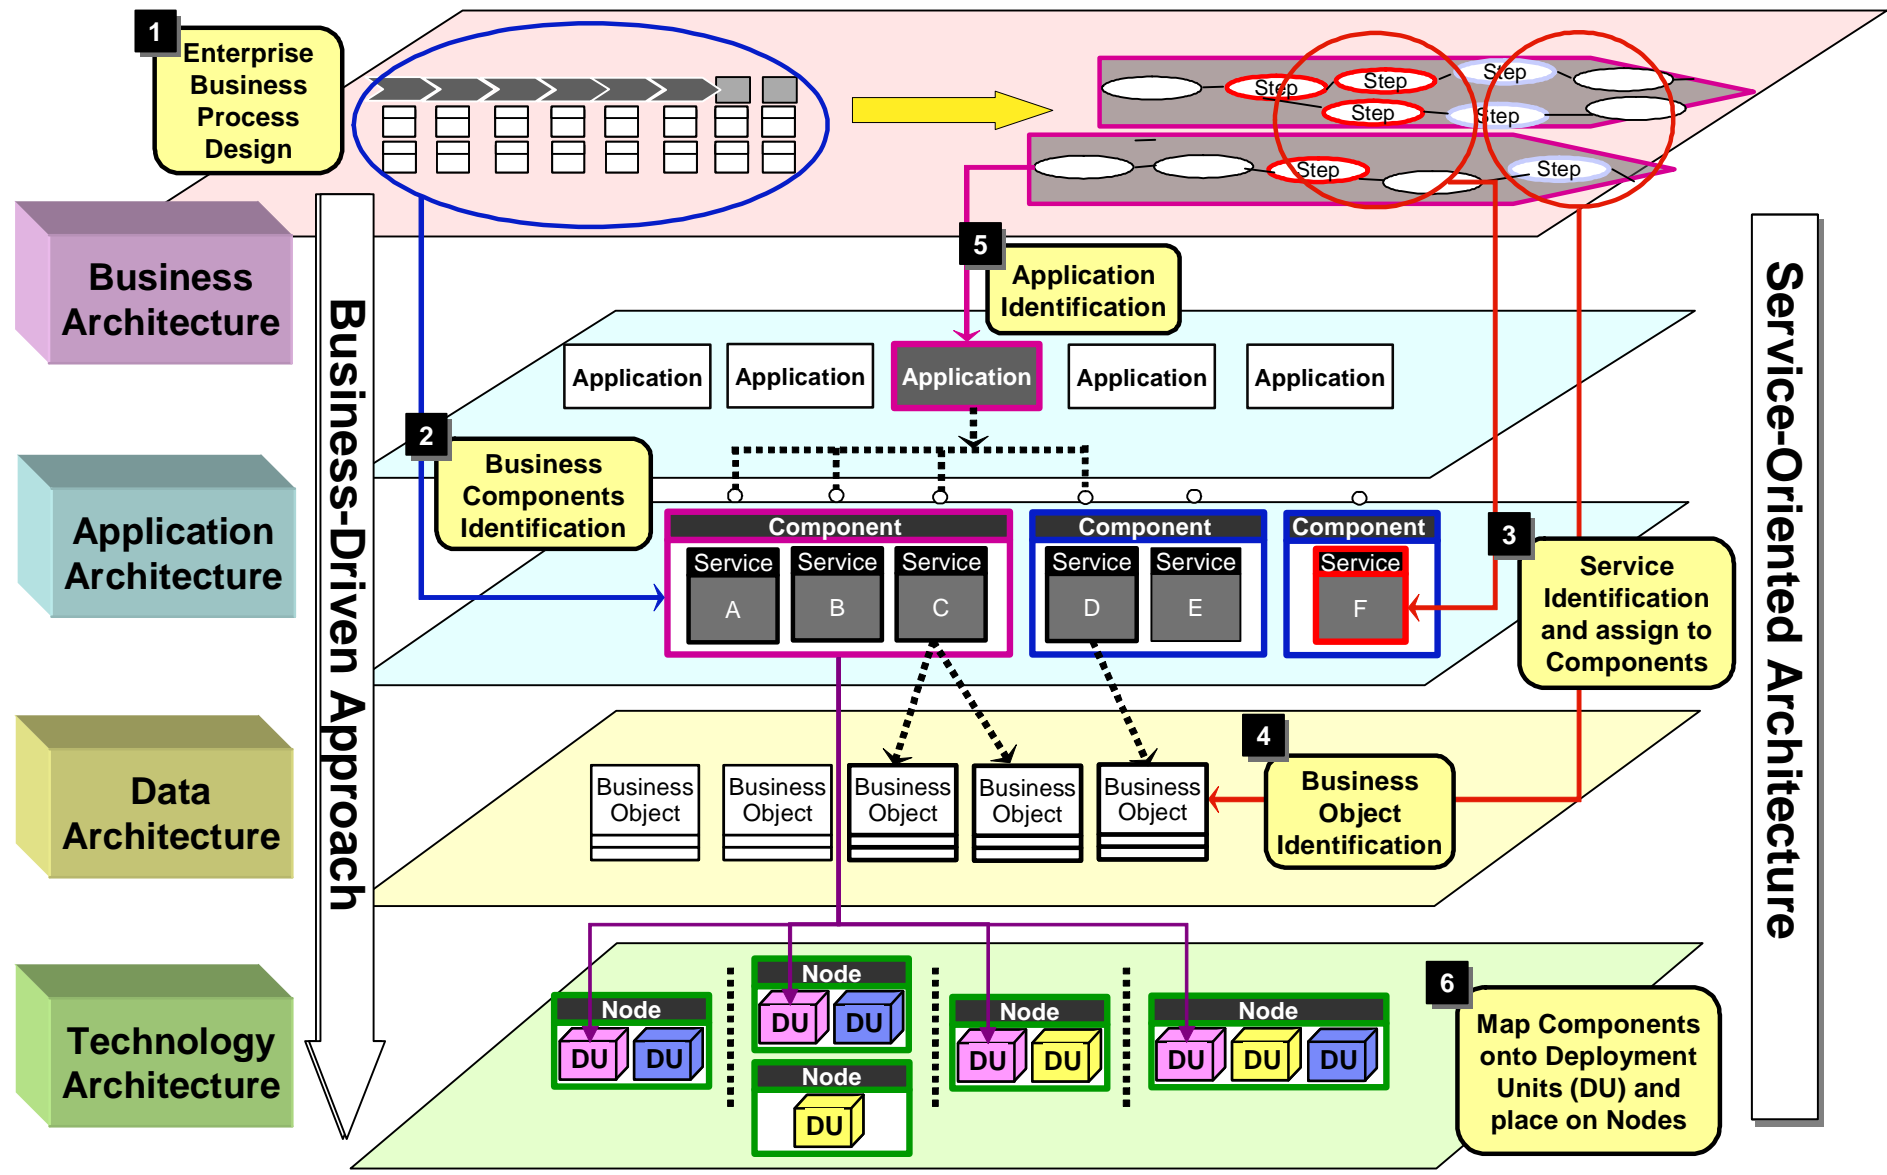 1
Enterprise
Business
Process
Design
Step
Step
Step
Step
Step
Step
Step
Business
Architecture
5
Application
Identification
Application
Application
Application
Application
Application
2
Business
Components
Identification
Application
Architecture
Component
Service
A
Service
B
Service
C
Component
Service
D
Service
E
Component
Service
F
3
Service
Identification
and assign to
Components
Data
Architecture
Business
Object
Business
Object
Business
Object
Business
Object
Business
Object
4
Business
Object
Identification
Technology
Architecture
Node
DU
DU
Node
DU
DU
Node
DU
Node
DU
DU
Node
DU
DU
DU
6
Map Components
onto Deployment
Units (DU) and
place on Nodes
Business-Driven Approach
Service-Oriented Architecture